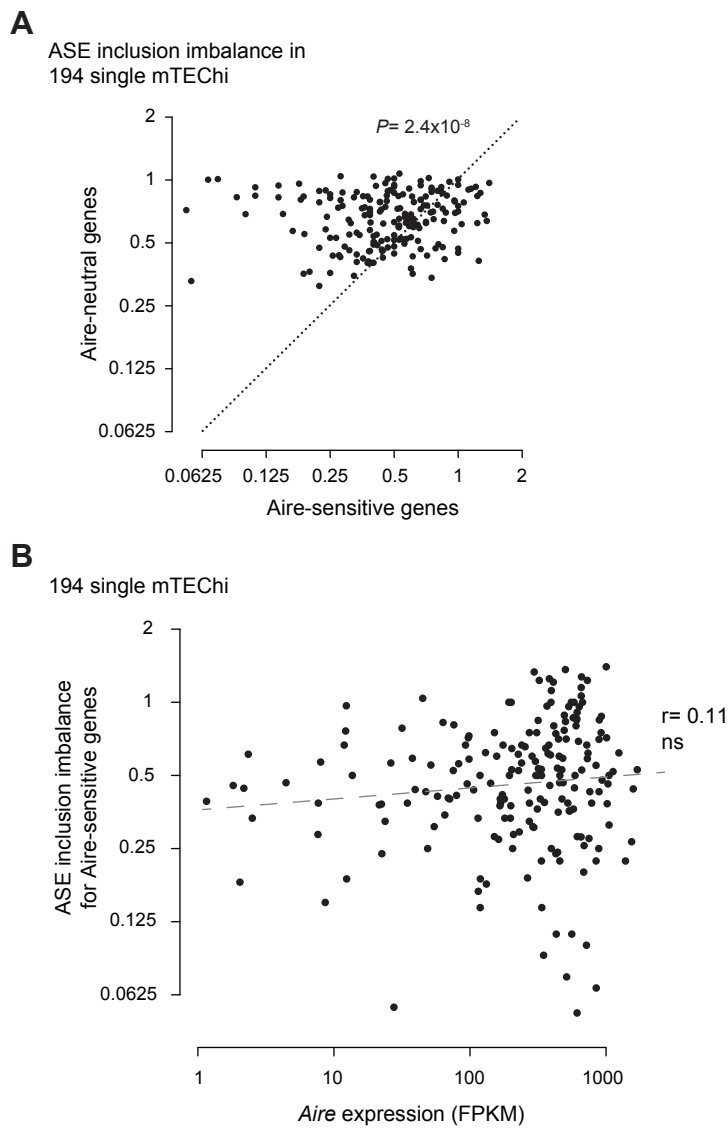 A
ASE inclusion imbalance in
194 single mTEChi
P= 2.4x10-8
2
1
0.5
0.25
0.125
0.0625
Aire-neutral genes
0.0625 0.125 0.25 0.5 1 2
Aire-sensitive genes
B
194 single mTEChi
2
1
0.5
0.25
0.125
0.0625
ASE inclusion imbalance
for Aire-sensitive genes
r= 0.11
ns
1 10 100 1000
Aire expression (FPKM)